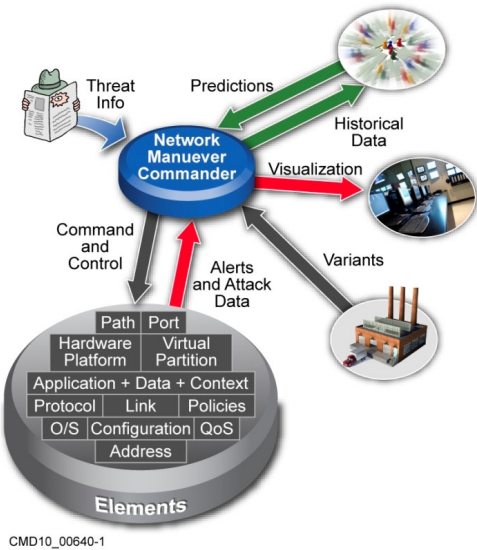 Threat
Info
Predictions
Historical
Data
Network
Manuever
Commander
Visualization
Command
and
Control
Alerts
and Attack
Data
Variants
Path Port
Hardware
Platform
Virtual
Partition
Application + Data + Context
Protocol Link Policies
O/S Configuration QoS
Address
Elements
CMD10_00640-1